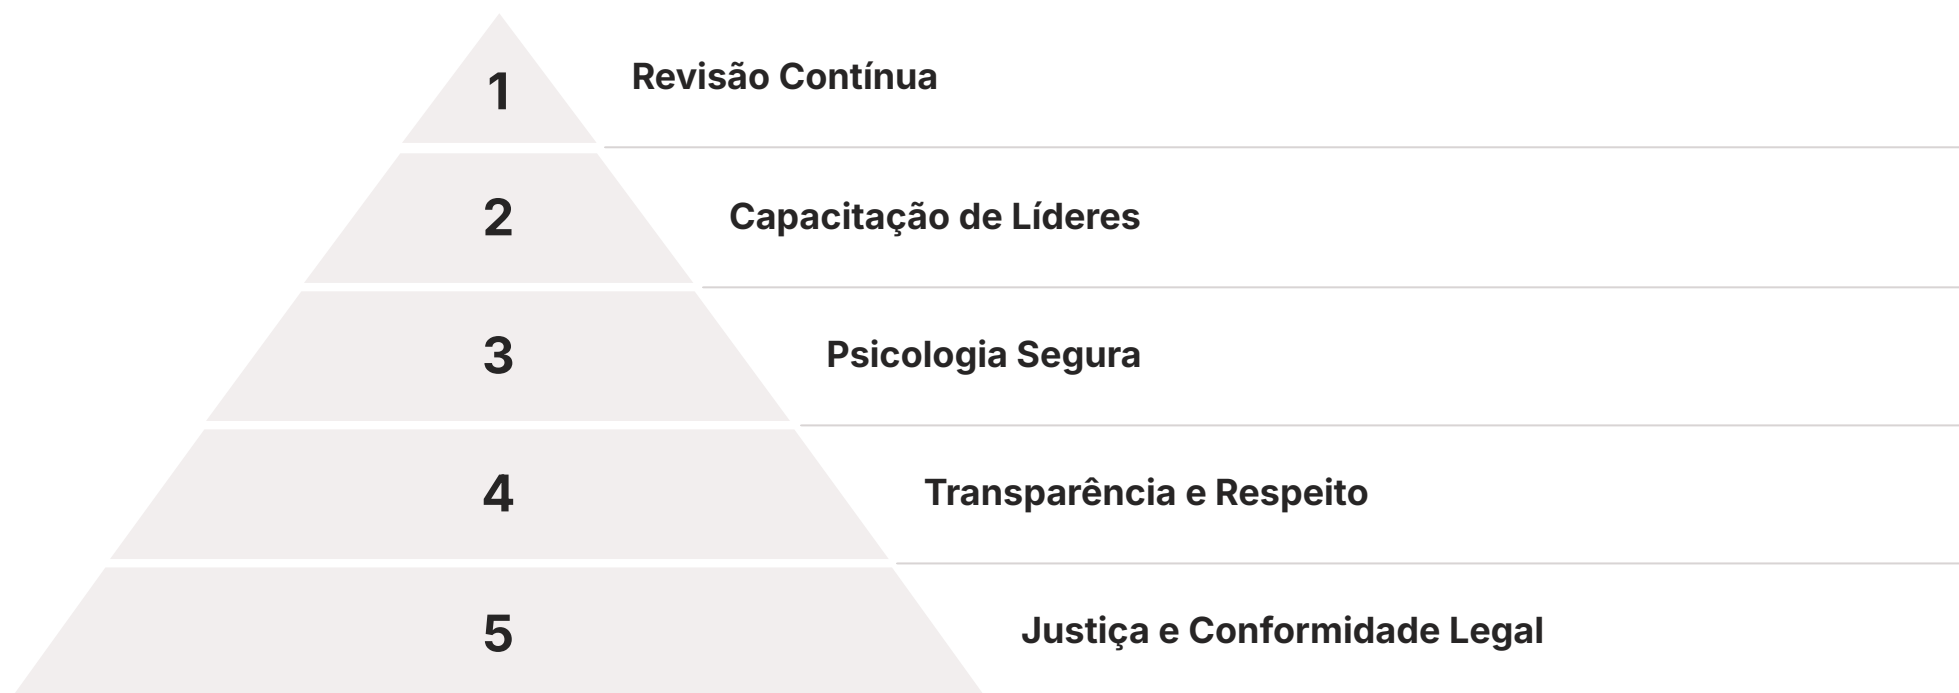 1
Revisão Contínua
2
Capacitação de Líderes
3
Psicologia Segura
4
Transparência e Respeito
5
Justiça e Conformidade Legal